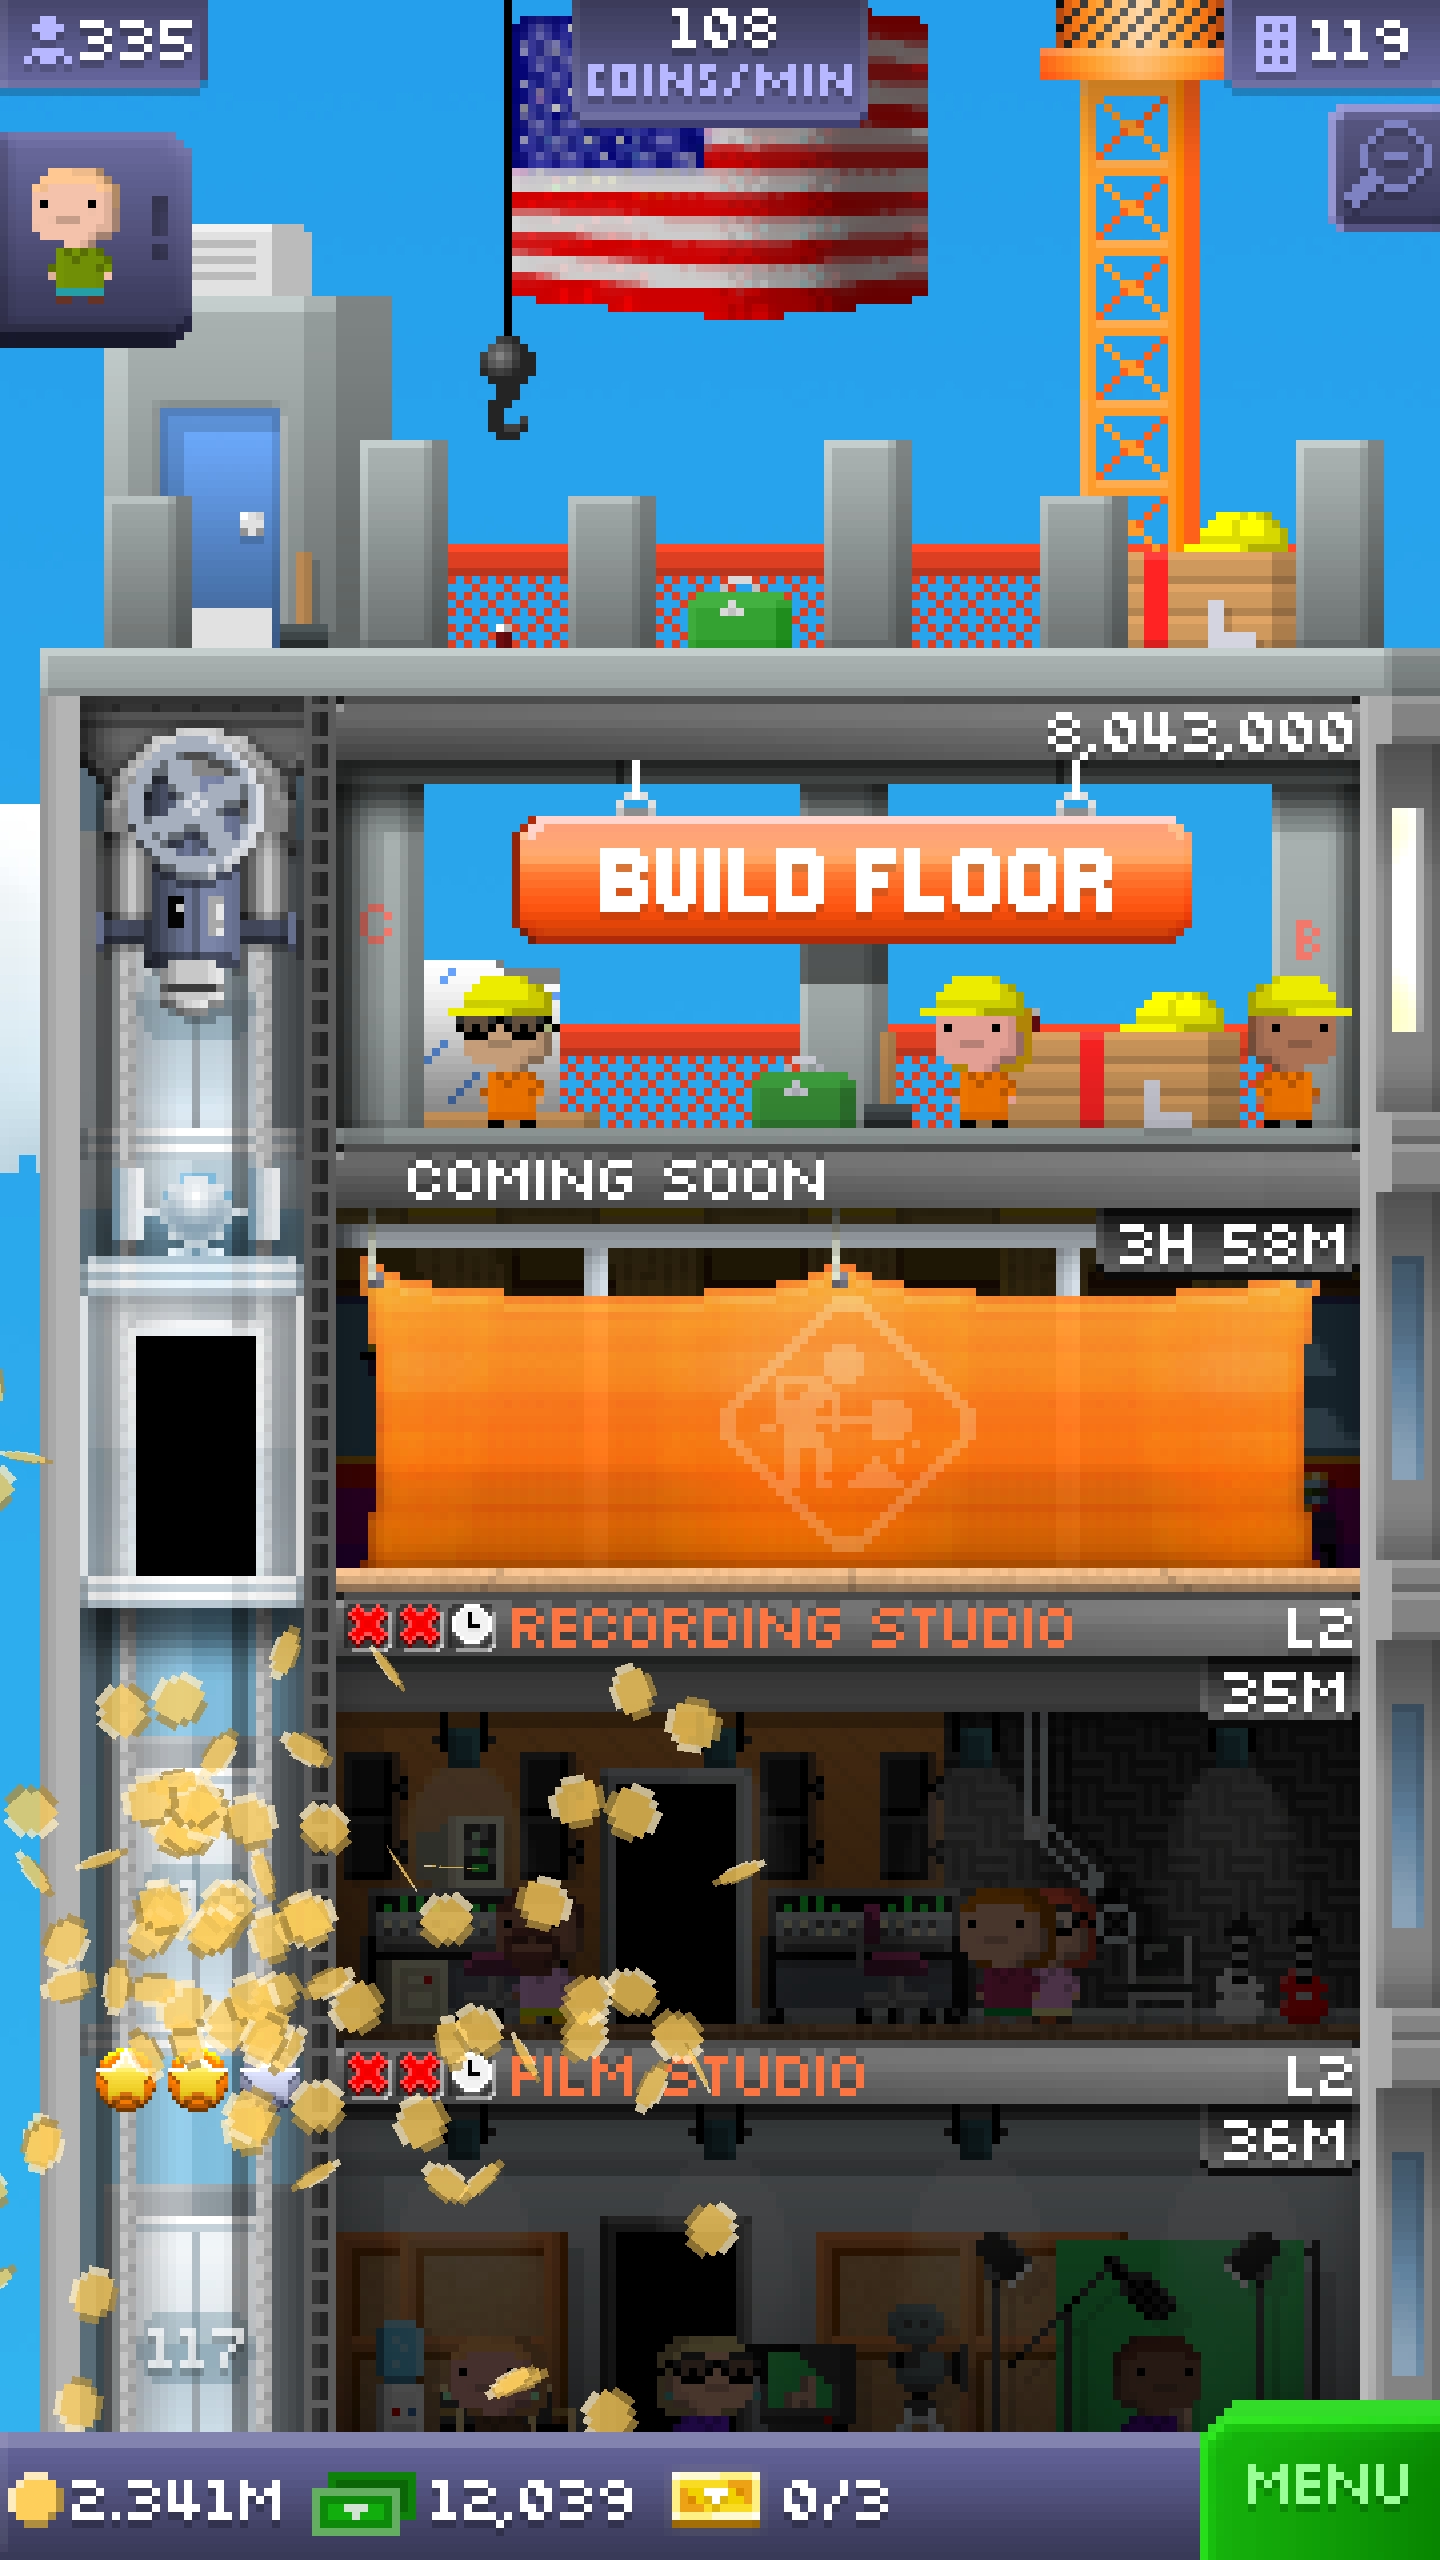 335
108
COINS/MIN
119
8,043,000
BUILD FLOOR
C
B
COMING SOON
3H 58M
RECORDING STUDIO L2
35M
FILM STUDIO L2
36M
117
2.341M 12,039 0/3 MENU